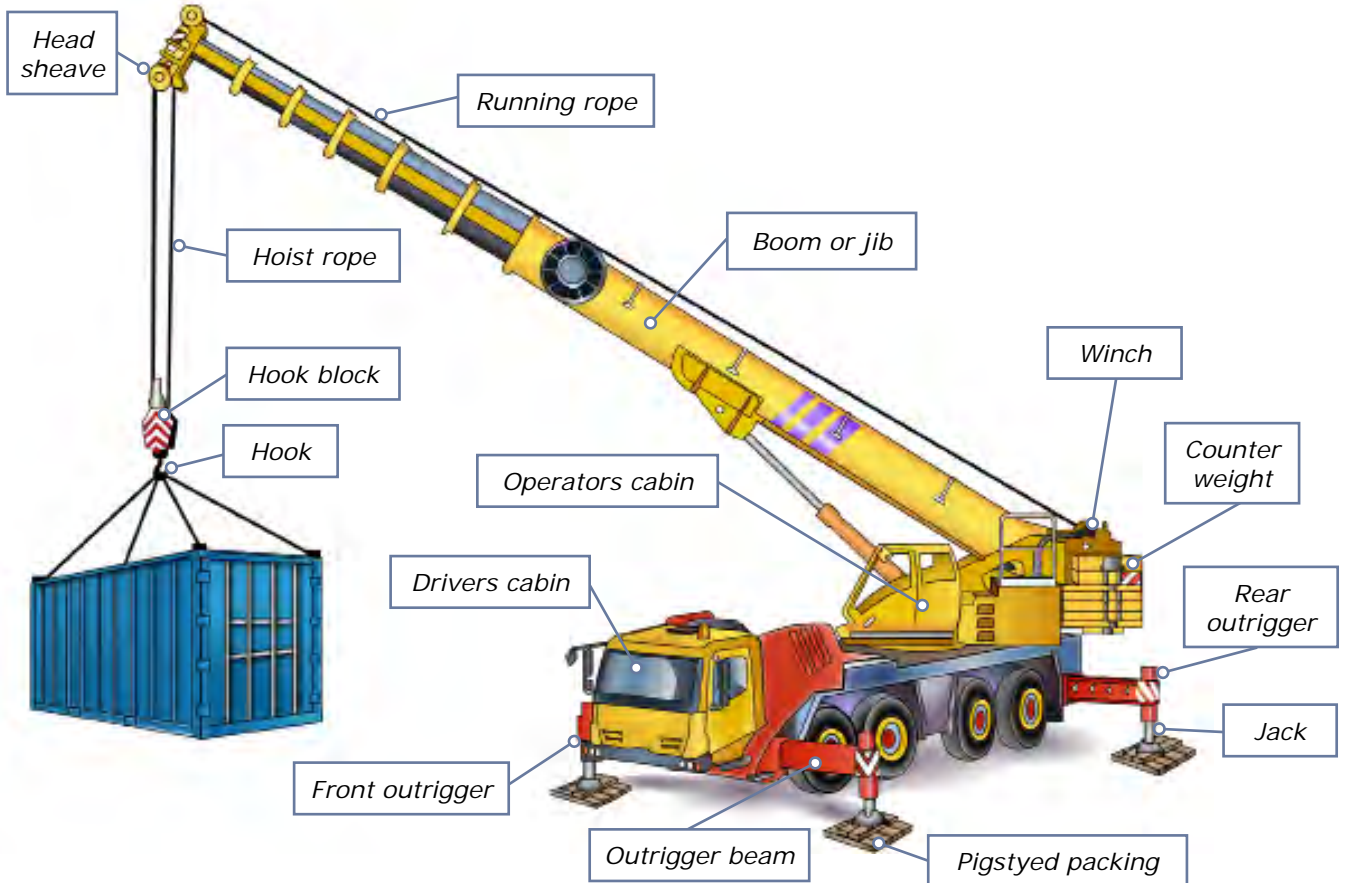 Head
sheave
Running rope
Hoist rope
Boom or jib
Winch
Hook block
Hook
Counter
weight
Operators cabin
Drivers cabin
Rear
outrigger
Jack
Front outrigger
Outrigger beam
Pigstyed packing